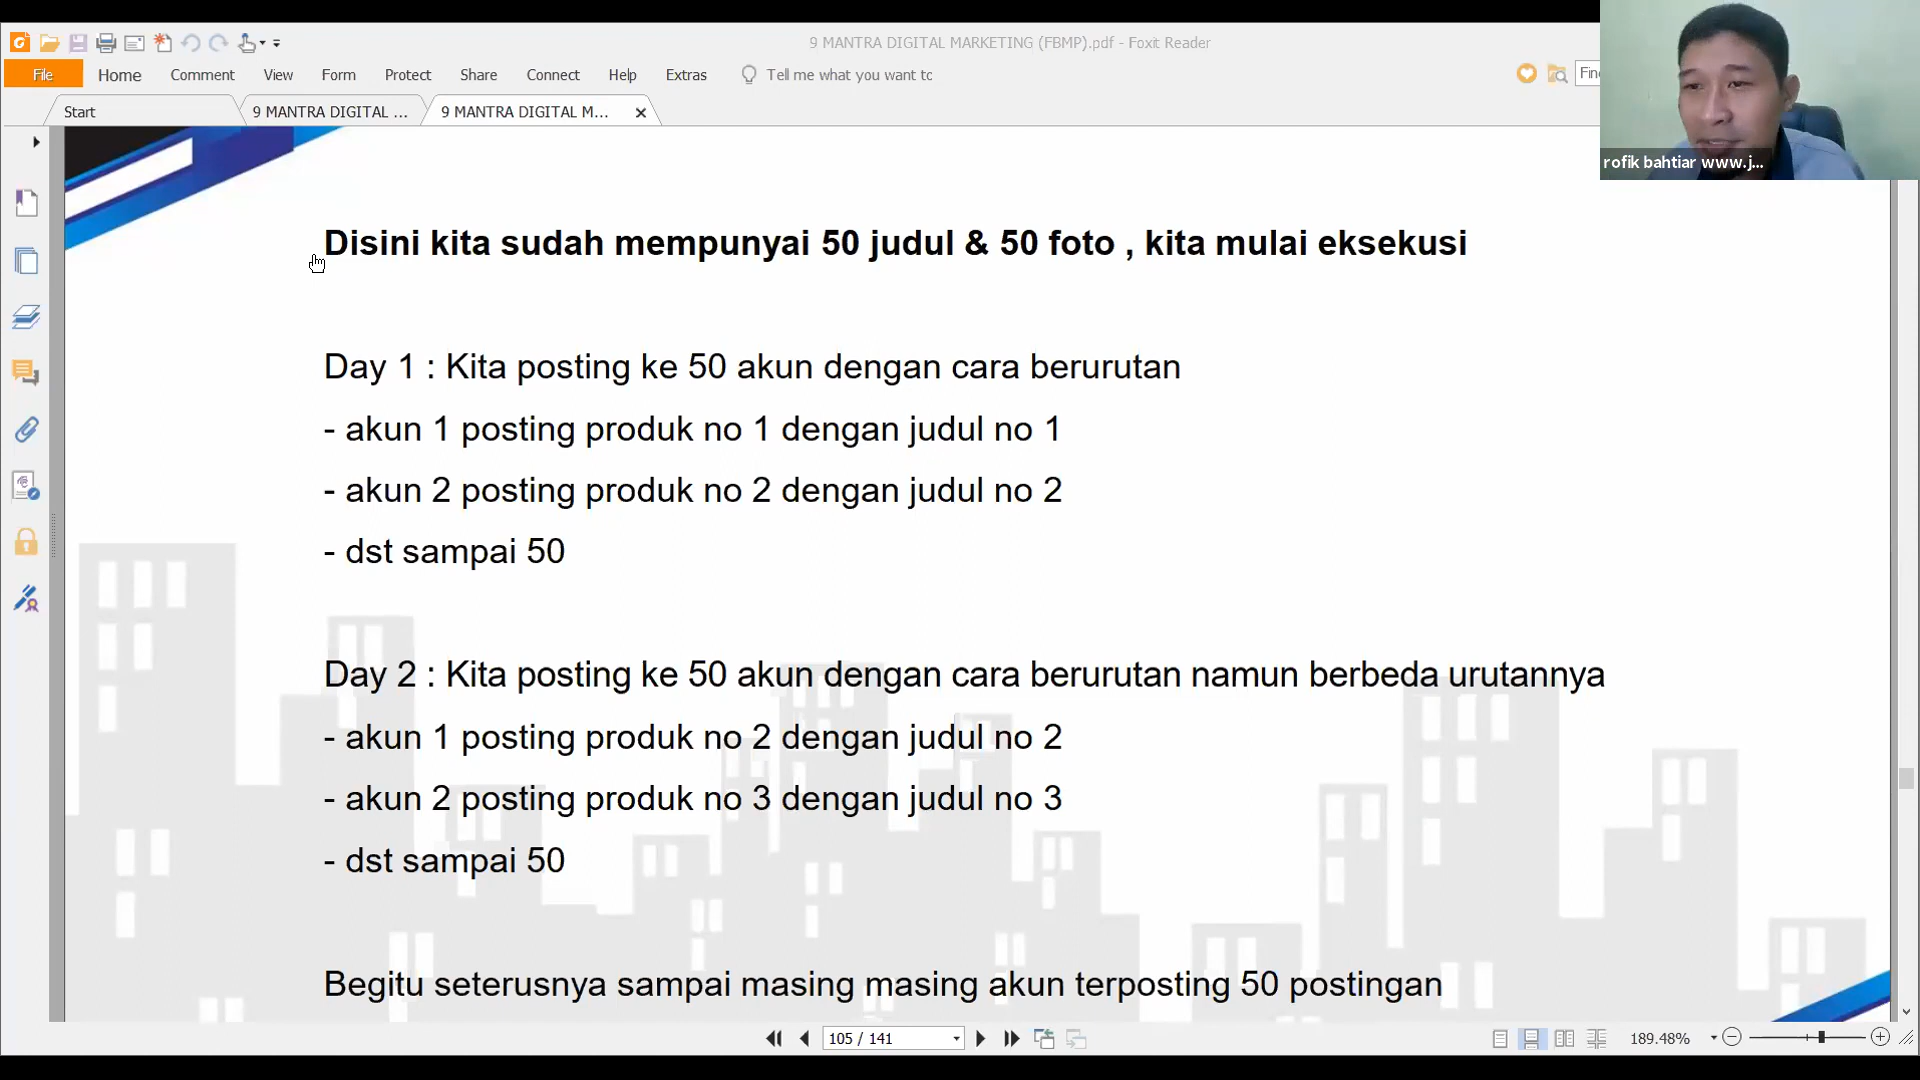 9 MANTRA DIGITAL MARKETING (FBMP).pdf - Foxit Reader
File Home Comment View Form Protect Share Connect Help Extras Tell me what you want to
Start 9 MANTRA DIGITAL ... 9 MANTRA DIGITAL M...
rofik bahtiar www.j...
Disini kita sudah mempunyai 50 judul & 50 foto , kita mulai eksekusi
Day 1 : Kita posting ke 50 akun dengan cara berurutan
- akun 1 posting produk no 1 dengan judul no 1
- akun 2 posting produk no 2 dengan judul no 2
- dst sampai 50
Day 2 : Kita posting ke 50 akun dengan cara berurutan namun berbeda urutannya
- akun 1 posting produk no 2 dengan judul no 2
- akun 2 posting produk no 3 dengan judul no 3
- dst sampai 50
Begitu seterusnya sampai masing masing akun terposting 50 postingan
105 / 141
189.48%